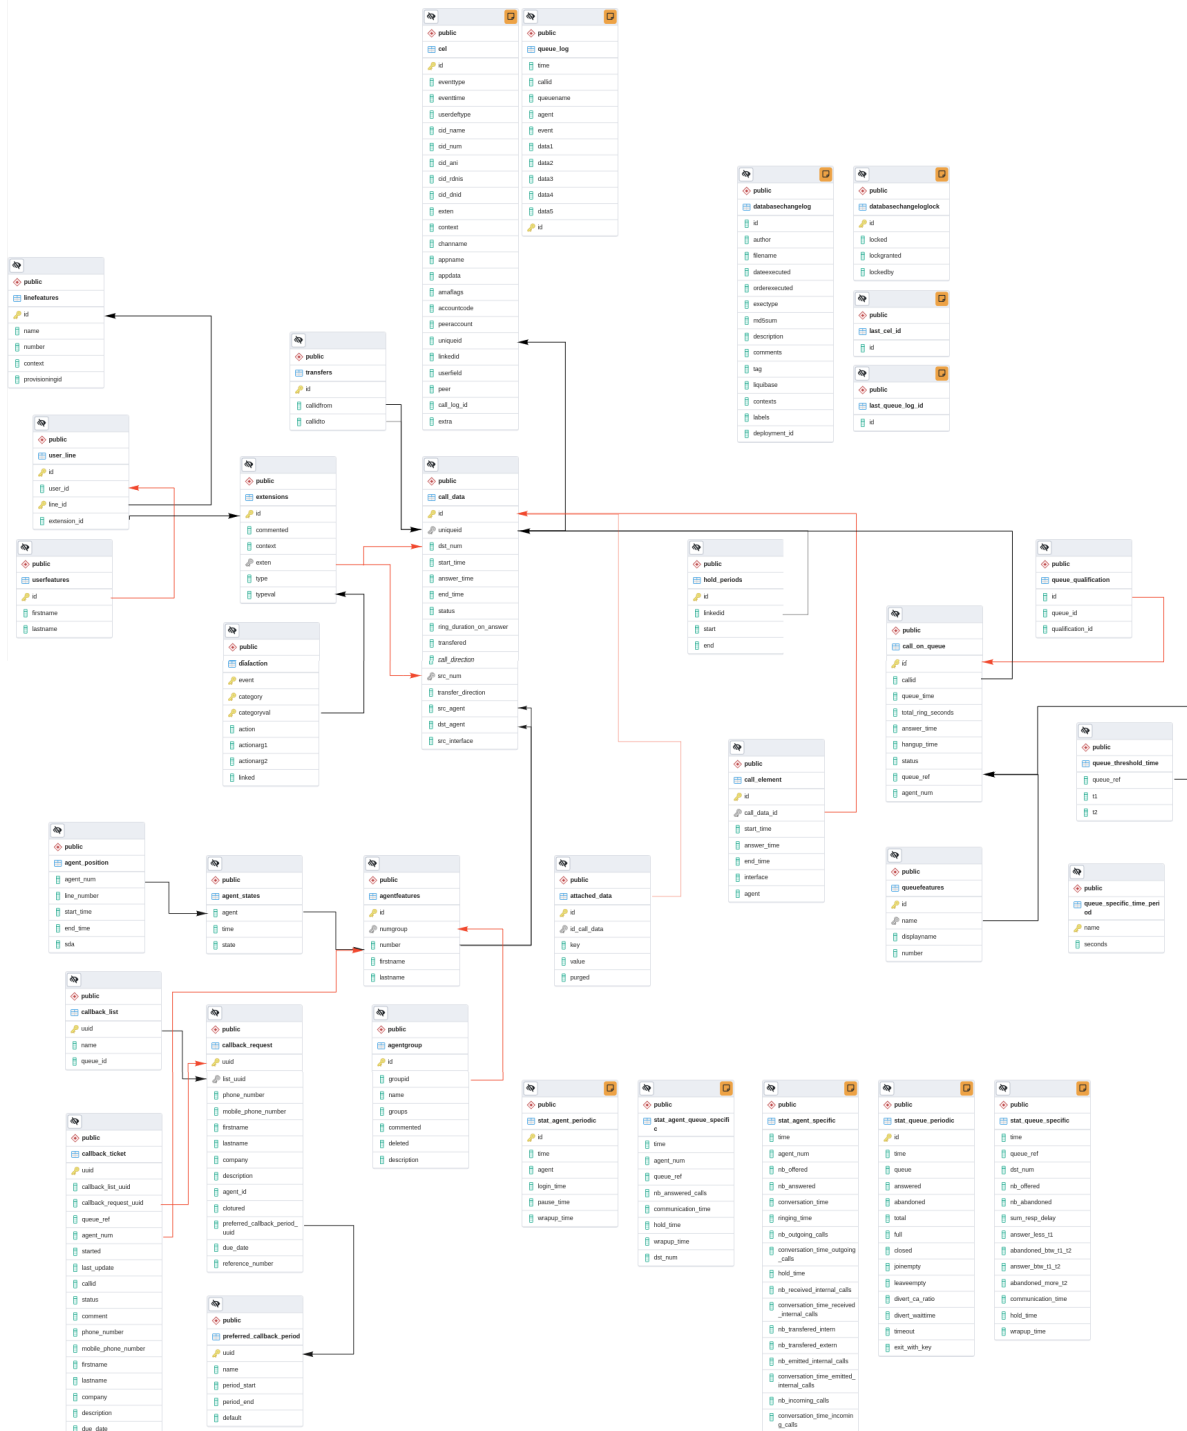 public
cel
id
eventtype
eventtime
userdeftype
cid_name
cid_num
cid_ani
cid_rdnis
cid_dnid
exten
context
channame
appname
appdata
amaflags
accountcode
peeraccount
uniqueid
linkedid
userfield
peer
call_log_id
extra
public
queue_log
time
callid
queuename
agent
event
data1
data2
data3
data4
data5
id
public
databasechangelog
id
author
filename
dateexecuted
orderexecuted
exectype
md5sum
description
comments
tag
liquibase
contexts
labels
deployment_id
public
databasechangeloglock
id
locked
lockgranted
lockedby
public
last_cel_id
id
public
last_queue_log_id
id
public
linefeatures
id
name
number
context
provisioningid
public
transfers
id
callidfrom
callidto
public
user_line
id
user_id
line_id
extension_id
public
extensions
id
commented
context
exten
type
typeval
public
call_data
id
uniqueid
dst_num
start_time
answer_time
end_time
status
ring_duration_on_answer
transfered
call_direction
src_num
transfer_direction
src_agent
dst_agent
src_interface
public
userfeatures
id
firstname
lastname
public
hold_periods
id
linkedid
start
end
public
queue_qualification
id
queue_id
qualification_id
public
dialaction
event
category
categoryval
action
actionarg1
actionarg2
linked
public
call_on_queue
id
callid
queue_time
total_ring_seconds
answer_time
hangup_time
status
queue_ref
agent_num
public
queue_threshold_time
queue_ref
t1
t2
public
call_element
id
call_data_id
start_time
answer_time
end_time
interface
agent
public
agent_position
agent_num
line_number
start_time
end_time
sda
public
agent_states
agent
time
state
public
agentfeatures
id
numgroup
number
firstname
lastname
public
attached_data
id
id_call_data
key
value
purged
public
queuefeatures
id
name
displayname
number
public
queue_specific_time_peri
od
name
seconds
public
callback_list
uuid
name
queue_id
public
callback_request
uuid
list_uuid
phone_number
mobile_phone_number
firstname
lastname
company
description
agent_id
clotured
preferred_callback_period_
uuid
due_date
reference_number
public
agentgroup
id
groupid
name
groups
commented
deleted
description
public
callback_ticket
uuid
callback_list_uuid
callback_request_uuid
queue_ref
agent_num
started
last_update
callid
status
comment
phone_number
mobile_phone_number
firstname
lastname
company
description
due_date
public
preferred_callback_period
uuid
name
period_start
period_end
default
public
stat_agent_periodic
id
time
agent
login_time
pause_time
wrapup_time
public
stat_agent_queue_specifi
c
time
agent_num
queue_ref
nb_answered_calls
communication_time
hold_time
wrapup_time
dst_num
public
stat_agent_specific
time
agent_num
nb_offered
nb_answered
conversation_time
ringing_time
nb_outgoing_calls
conversation_time_outgoing
_calls
hold_time
nb_received_internal_calls
conversation_time_received
_internal_calls
nb_transfered_intern
nb_transfered_extern
nb_emitted_internal_calls
conversation_time_emitted_
internal_calls
nb_incoming_calls
conversation_time_incomin
g_calls
public
stat_queue_periodic
id
time
queue
answered
abandoned
total
full
closed
joinempty
leaveempty
divert_ca_ratio
divert_waittime
timeout
exit_with_key
public
stat_queue_specific
time
queue_ref
dst_num
nb_offered
nb_abandoned
sum_resp_delay
answer_less_t1
abandoned_btw_t1_t2
answer_btw_t1_t2
abandoned_more_t2
communication_time
hold_time
wrapup_time